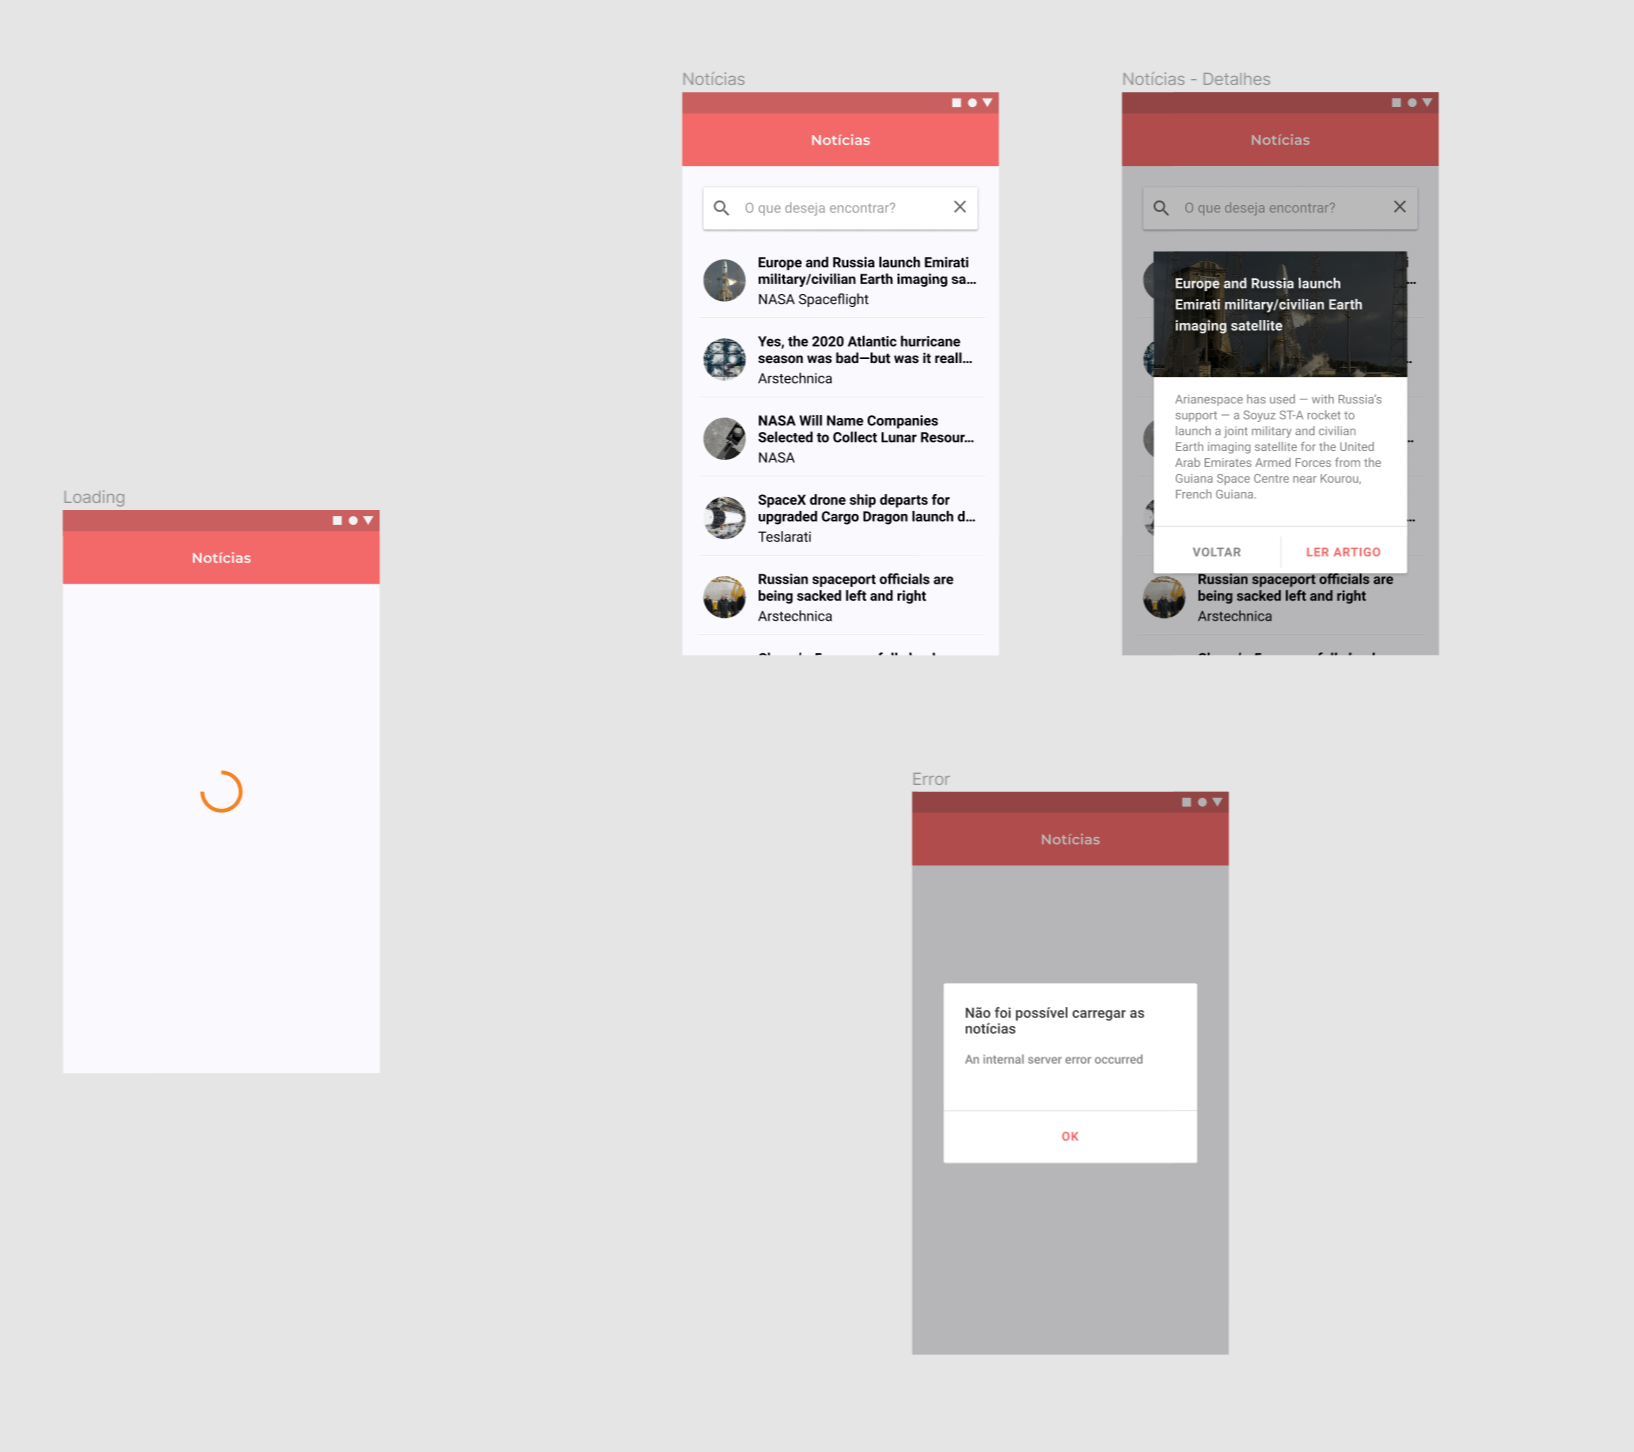 Notícias
Notícias
O que deseja encontrar?
Europe and Russia launch Emirati
military/civilian Earth imaging sa...
NASA Spaceflight
Yes, the 2020 Atlantic hurricane
season was bad—but was it reall...
Arstechnica
NASA Will Name Companies
Selected to Collect Lunar Resour...
NASA
SpaceX drone ship departs for
upgraded Cargo Dragon launch d...
Teslarati
Russian spaceport officials are
being sacked left and right
Arstechnica
Notícias - Detalhes
Notícias
O que deseja encontrar?
Europe and Russia launch
Emirati military/civilian Earth
imaging satellite
Arianespace has used — with Russia's
support — a Soyuz ST-A rocket to
launch a joint military and civilian
Earth imaging satellite for the United
Arab Emirates Armed Forces from the
Guiana Space Centre near Kourou,
French Guiana.
VOLTAR
LER ARTIGO
Russian spaceport officials are
being sacked left and right
Arstechnica
Loading
Notícias
Error
Notícias
Não foi possível carregar as
notícias
An internal server error occurred
OK